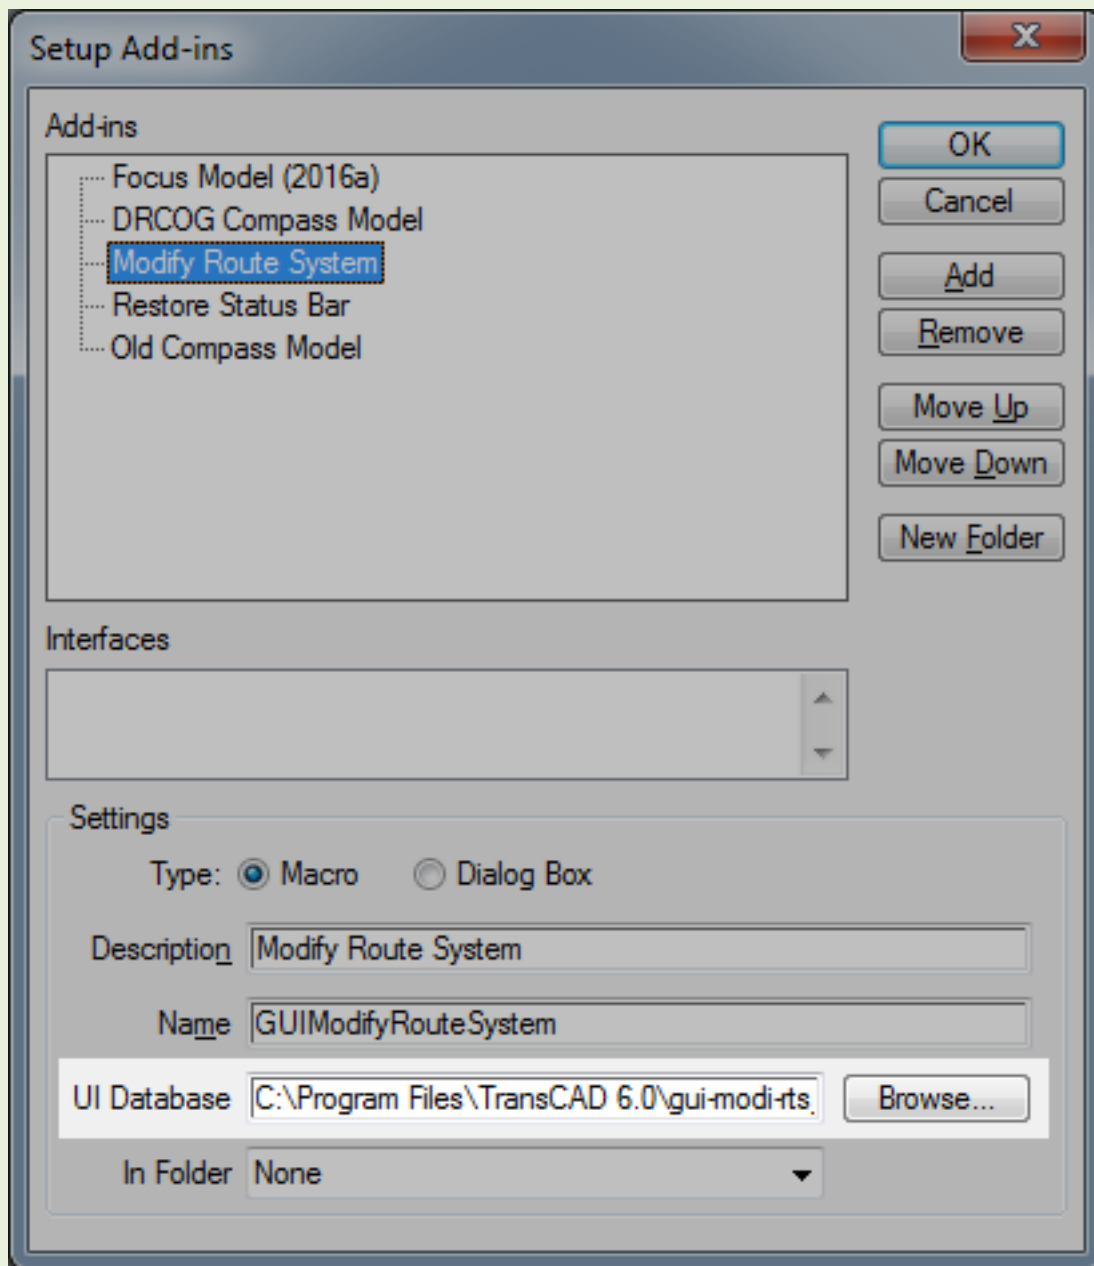 Setup Add-ins
Add-ins
Focus Model (2016a)
DRCOG Compass Model
Modify Route System
Restore Status Bar
Old Compass Model
OK
Cancel
Add
Remove
Move Up
Move Down
New Folder
Interfaces
Settings
Type: Macro Dialog Box
Description Modify Route System
Name GUIModifyRouteSystem
UI Database C:\Program Files\TransCAD 6.0\gui-modi-rts_ Browse...
In Folder None